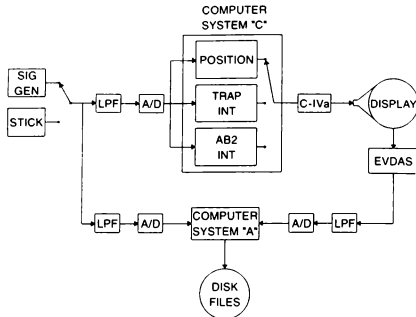 COMPUTER
SYSTEM "C"
POSITION
SIG
GEN
LPF
A/D
TRAP
INT
C-IVa
DISPLAY
STICK
AB2
INT
EVDAS
LPF
A/D
COMPUTER
SYSTEM "A"
A/D
LPF
DISK
FILES